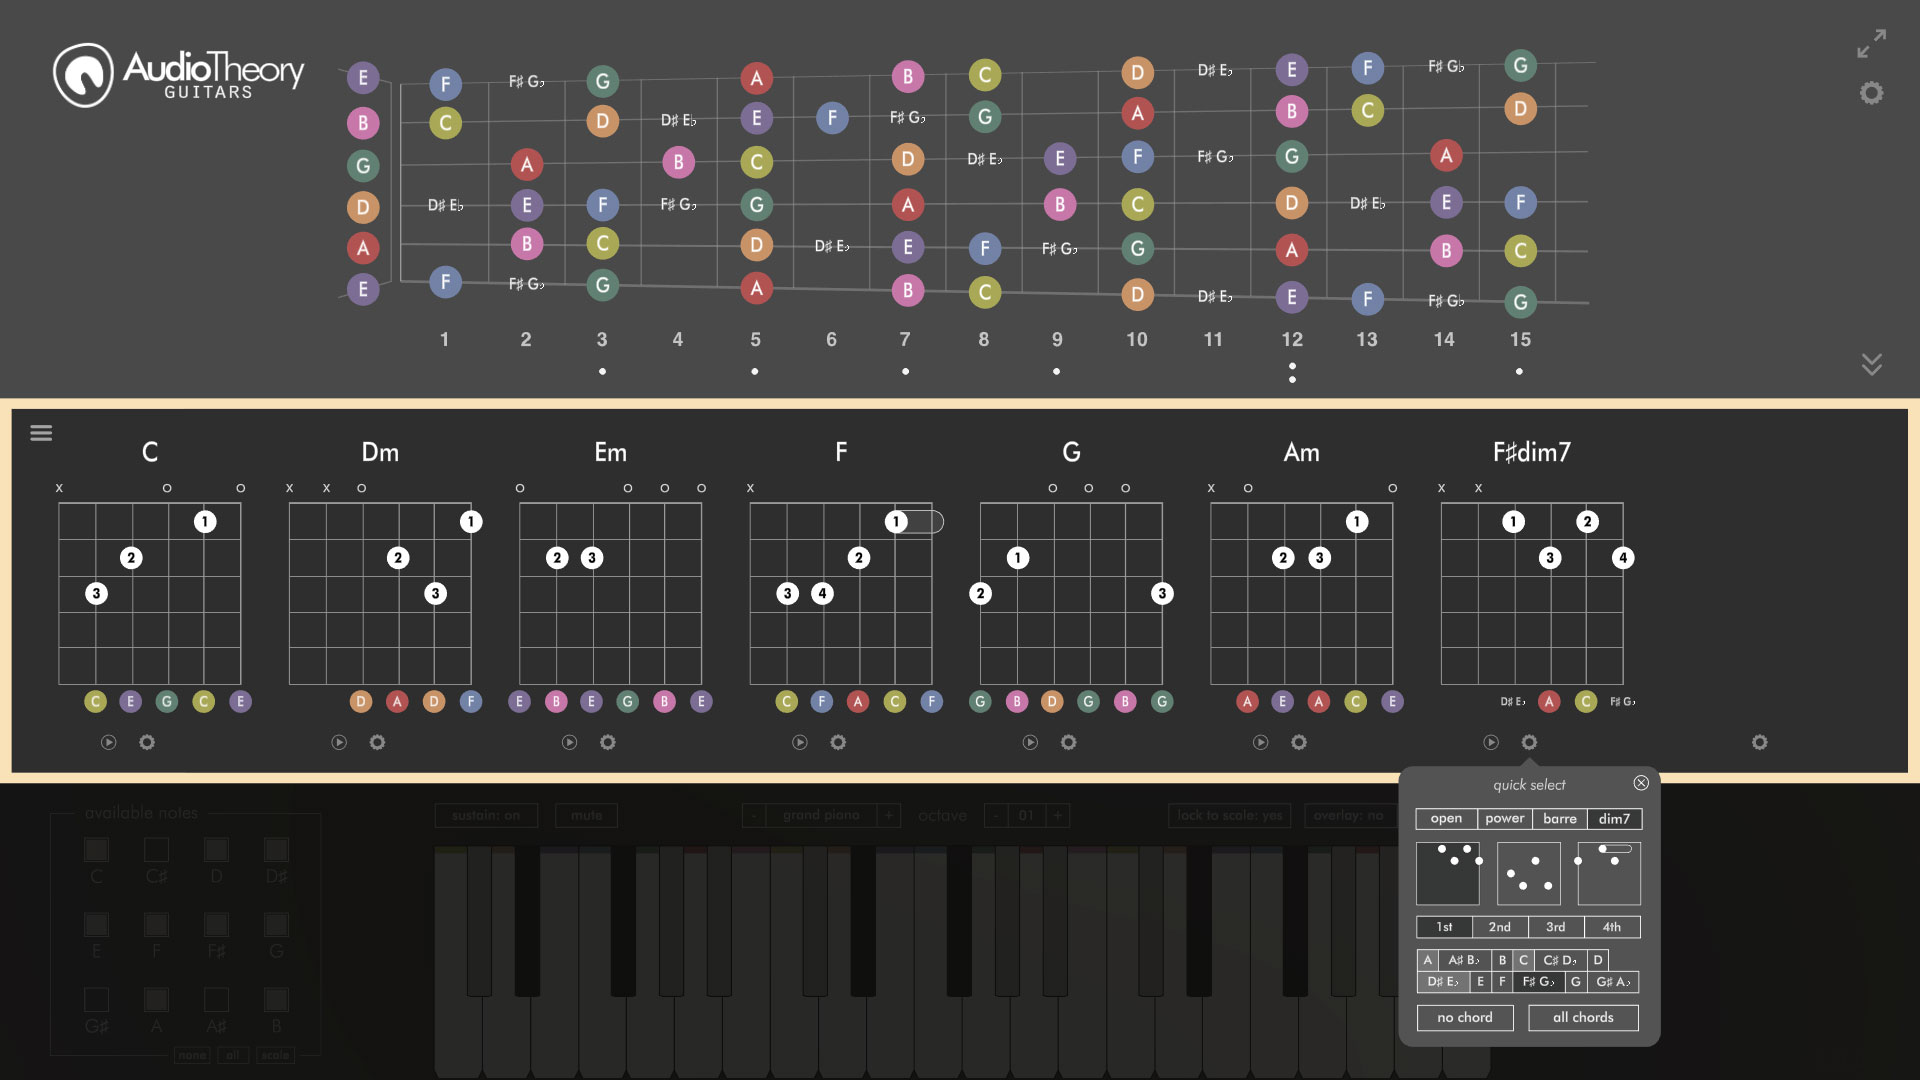 AudioTheory
GUITARS
E F F♯ G♭ G A B C D D♯ E♭ E F F♯ G♭ G
B C D D♯ E♭ E F F♯ G♭ G A B C D
G A B C D D♯ E♭ E F F♯ G♭ G A
D D♯ E♭ E F F♯ G♭ G A B C D D♯ E♭ E F
A B C D D♯ E♭ E F F♯ G♭ G A B C
E F F♯ G♭ G A B C D D♯ E♭ E F F♯ G♭ G
1 2 3 4 5 6 7 8 9 10 11 12 13 14 15
C Dm Em F G Am F♯dim7
x o o x x o o o o o x o o o x o o x x
1 1 1 1 1 2
2 2 2 3 2 1 2 3 3 4
3 3 3 4 2 3
C E G C E D A D F E B E G B E C F A C F G B D G B G A E A C E D♯ E♭ A C F♯ G♭
quick select
open power barre dim7
1st 2nd 3rd 4th
A A♯ B♭ B C C♯ D♭ D
D♯ E♭ E F F♯ G♭ G G♯ A♭
no chord all chords
available notes
sustain: on mute - grand piano + octave - 01 + lock to scale: yes overlay: no
C C♯ D D♯
E F F♯ G
G♯ A A♯ B
none all scale